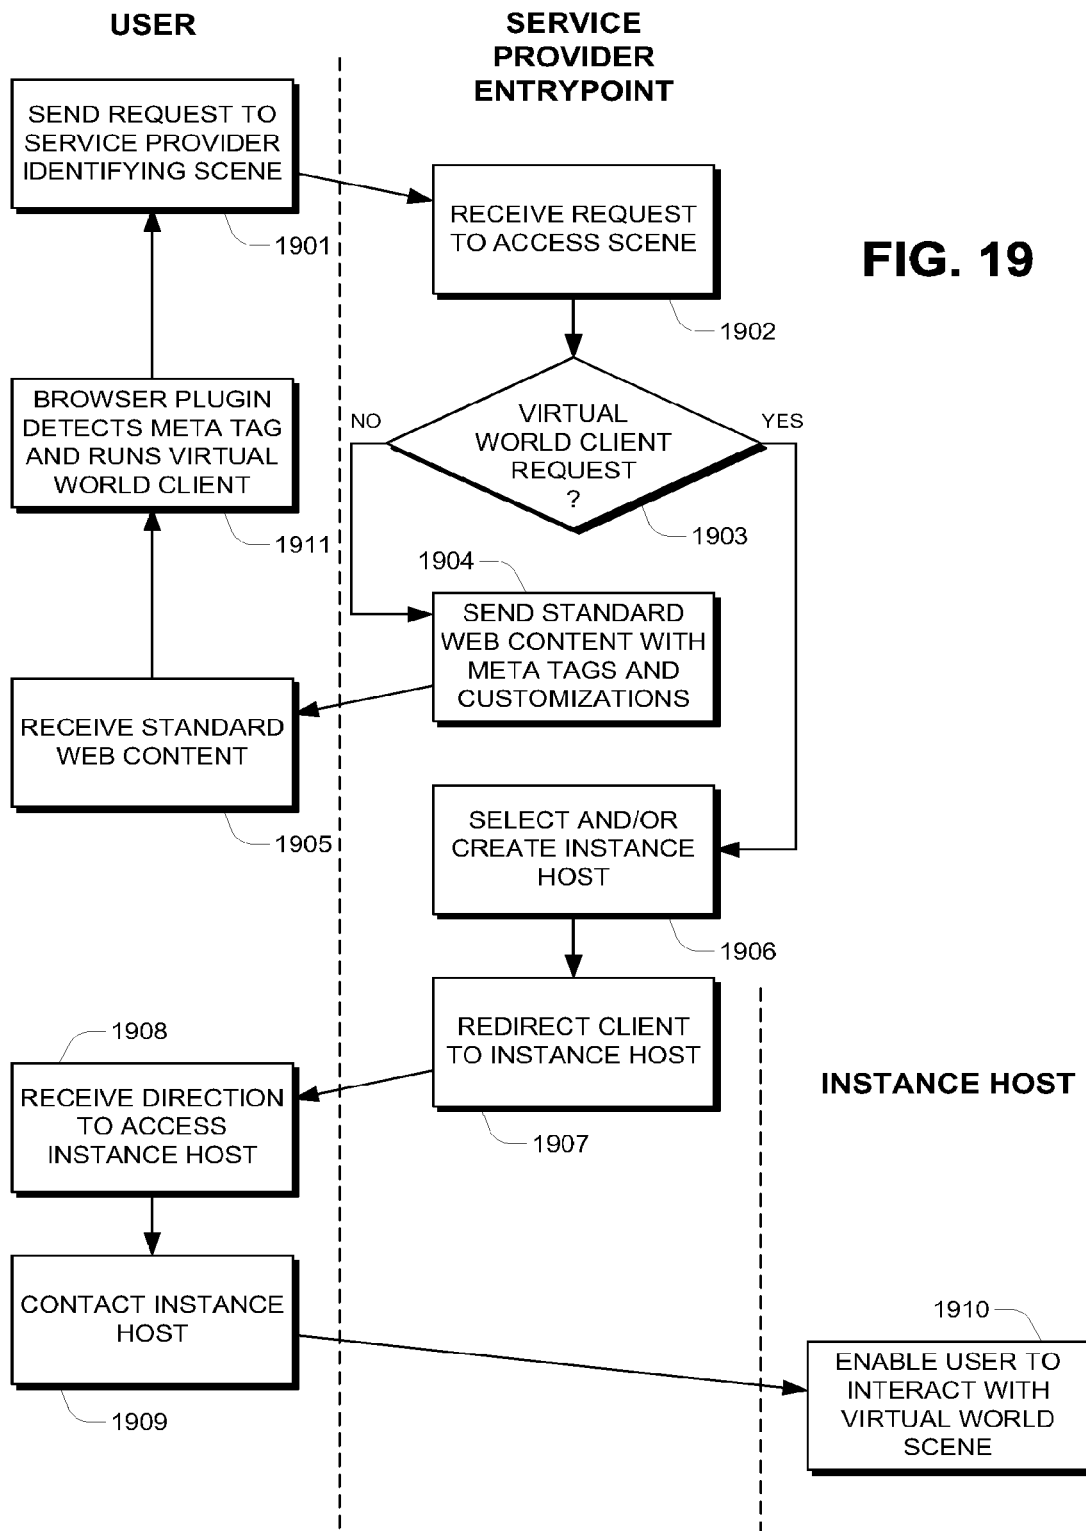 USER
SERVICE
PROVIDER
ENTRYPOINT
SEND REQUEST TO
SERVICE PROVIDER
IDENTIFYING SCENE
1901
RECEIVE REQUEST
TO ACCESS SCENE
1902
FIG. 19
BROWSER PLUGIN
DETECTS META TAG
AND RUNS VIRTUAL
WORLD CLIENT
1911
NO
VIRTUAL
WORLD CLIENT
REQUEST
?
YES
1903
1904
SEND STANDARD
WEB CONTENT WITH
META TAGS AND
CUSTOMIZATIONS
RECEIVE STANDARD
WEB CONTENT
1905
SELECT AND/OR
CREATE INSTANCE
HOST
1906
REDIRECT CLIENT
TO INSTANCE HOST
1907
1908
RECEIVE DIRECTION
TO ACCESS
INSTANCE HOST
INSTANCE HOST
CONTACT INSTANCE
HOST
1909
1910
ENABLE USER TO
INTERACT WITH
VIRTUAL WORLD
SCENE